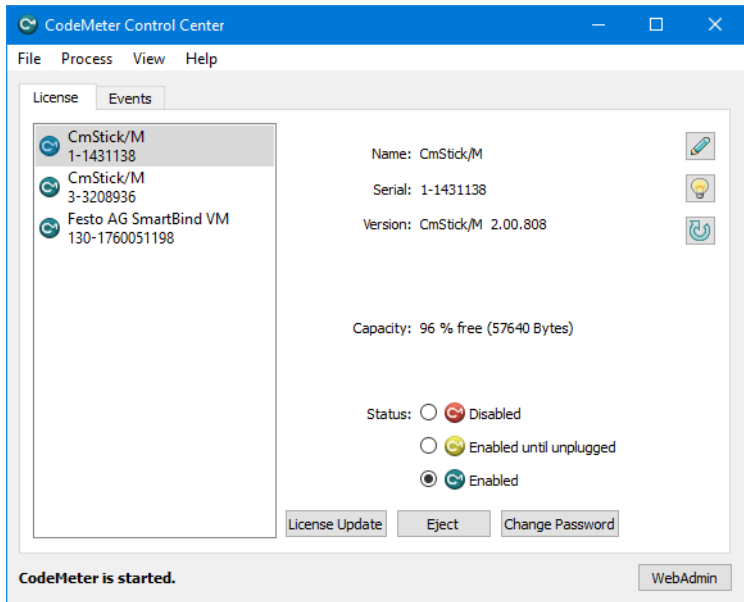 CodeMeter Control Center
File Process View Help
License Events
CmStick/M
1-1431138
CmStick/M
3-3208936
Festo AG SmartBind VM
130-1760051198
Name: CmStick/M
Serial: 1-1431138
Version: CmStick/M 2.00.808
Capacity: 96 % free (57640 Bytes)
Status: Disabled
Enabled until unplugged
Enabled
License Update Eject Change Password
CodeMeter is started. WebAdmin